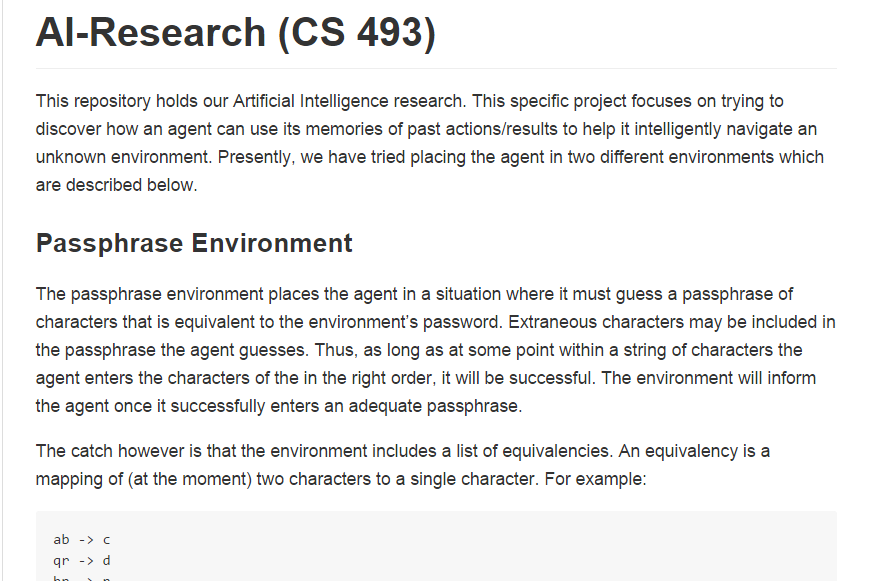 AI-Research (CS 493)
This repository holds our Artificial Intelligence research. This specific project focuses on trying to
discover how an agent can use its memories of past actions/results to help it intelligently navigate an
unknown environment. Presently, we have tried placing the agent in two different environments which
are described below.
Passphrase Environment
The passphrase environment places the agent in a situation where it must guess a passphrase of
characters that is equivalent to the environment’s password. Extraneous characters may be included in
the passphrase the agent guesses. Thus, as long as at some point within a string of characters the
agent enters the characters of the in the right order, it will be successful. The environment will inform
the agent once it successfully enters an adequate passphrase.
The catch however is that the environment includes a list of equivalencies. An equivalency is a
mapping of (at the moment) two characters to a single character. For example:
ab -> c
qr -> d